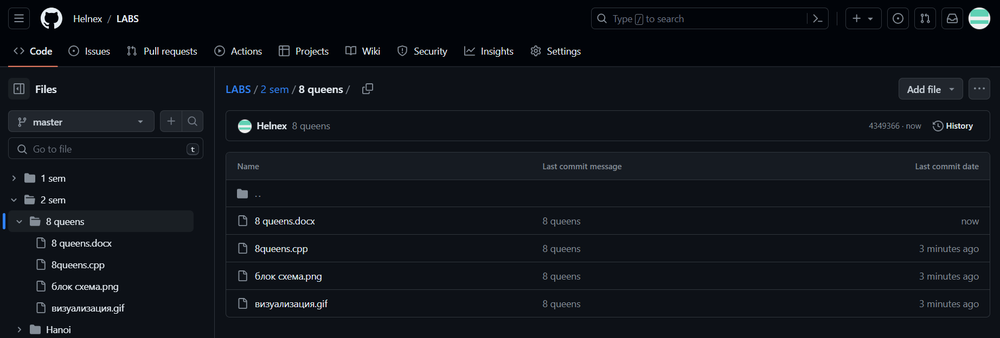 Helnex / LABS
Type / to search
Code Issues Pull requests Actions Projects Wiki Security Insights Settings
Files
master
Go to file t
1 sem
2 sem
8 queens
8 queens.docx
8queens.cpp
блок схема.png
визуализация.gif
Hanoi
LABS / 2 sem / 8 queens /
Add file
Helnex 8 queens 4349366 · now History
Name Last commit message Last commit date
..
8 queens.docx 8 queens now
8queens.cpp 8 queens 3 minutes ago
блок схема.png 8 queens 3 minutes ago
визуализация.gif 8 queens 3 minutes ago